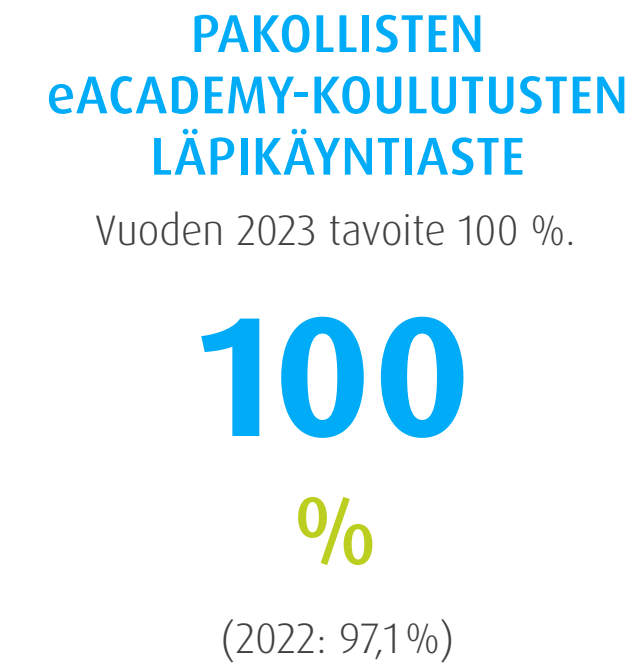 PAKOLLISTEN
eACADEMY-KOULUTUSTEN
LÄPIKÄYNTIASTE
Vuoden 2023 tavoite 100 %.
100
%
(2022: 97,1%)